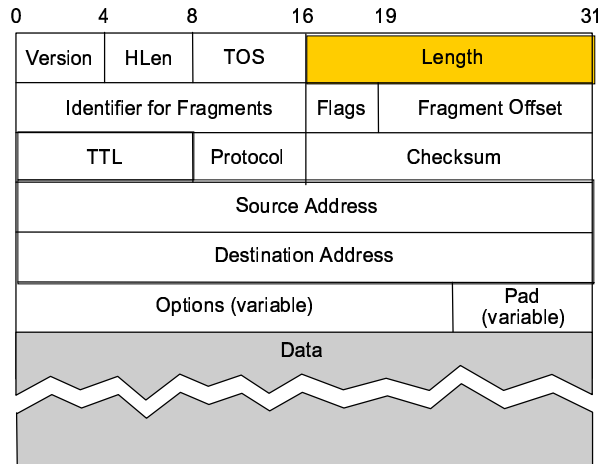 0 4 8 16 19 31
Version HLen TOS Length
Identifier for Fragments Flags Fragment Offset
TTL Protocol Checksum
Source Address
Destination Address
Options (variable) Pad
(variable)
Data